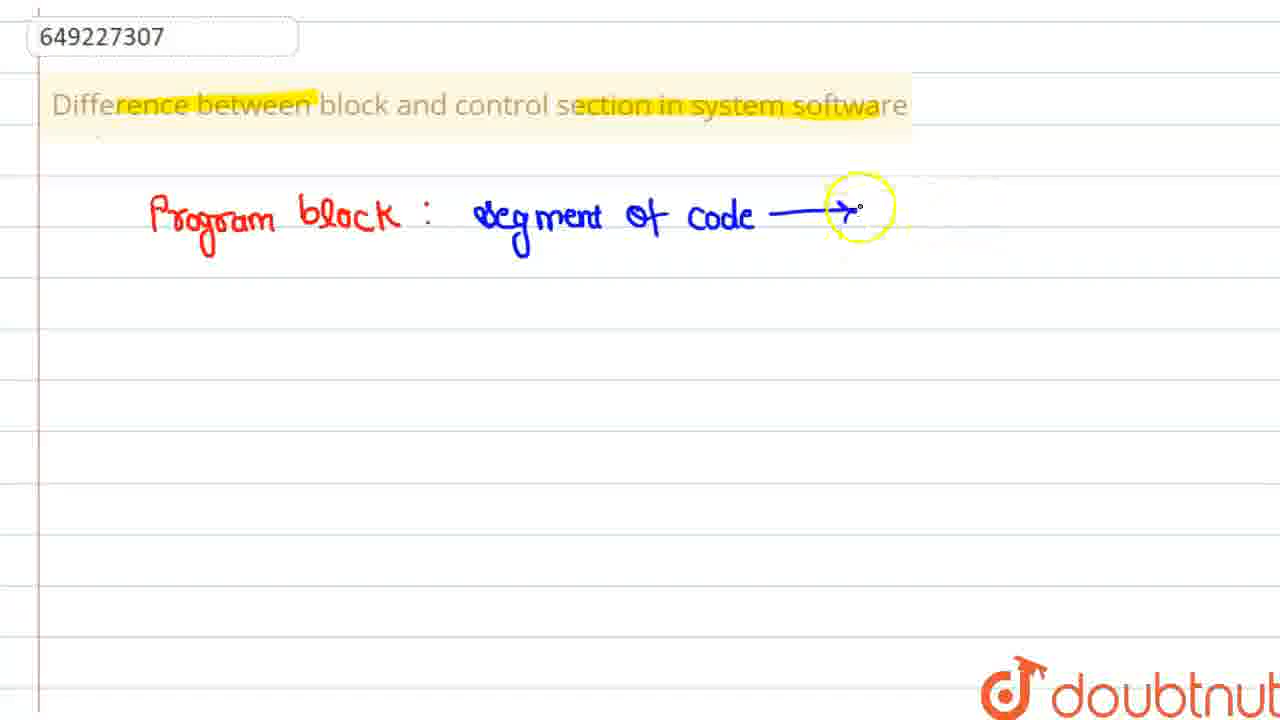 649227307
Difference between block and control section in system software
Program block : segment of code →
doubtnut